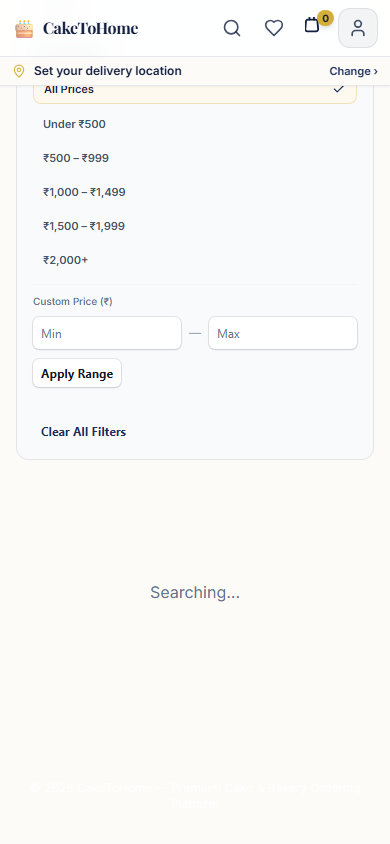 CakeToHome
0
Set your delivery location
Change ›
All Prices
Under ₹500
₹500 – ₹999
₹1,000 – ₹1,499
₹1,500 – ₹1,999
₹2,000+
Custom Price (₹)
Min — Max
Apply Range
Clear All Filters
Searching...